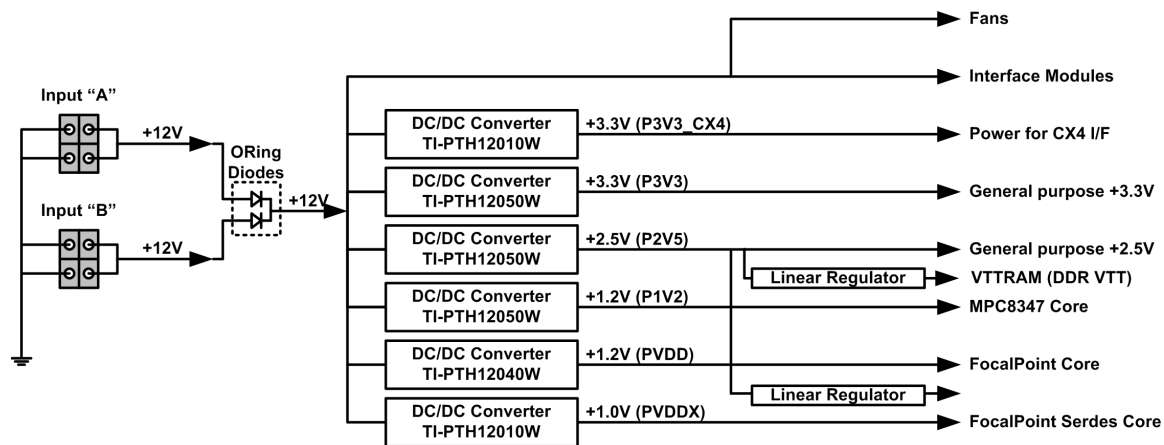 Fans
Interface Modules
Input “A”
+12V
ORing
Diodes
+12V
Input “B”
+12V
DC/DC Converter
TI-PTH12010W
+3.3V (P3V3_CX4)
Power for CX4 I/F
DC/DC Converter
TI-PTH12050W
+3.3V (P3V3)
General purpose +3.3V
DC/DC Converter
TI-PTH12050W
+2.5V (P2V5)
General purpose +2.5V
Linear Regulator
VTTRAM (DDR VTT)
DC/DC Converter
TI-PTH12050W
+1.2V (P1V2)
MPC8347 Core
DC/DC Converter
TI-PTH12040W
+1.2V (PVDD)
FocalPoint Core
Linear Regulator
DC/DC Converter
TI-PTH12010W
+1.0V (PVDDX)
FocalPoint Serdes Core